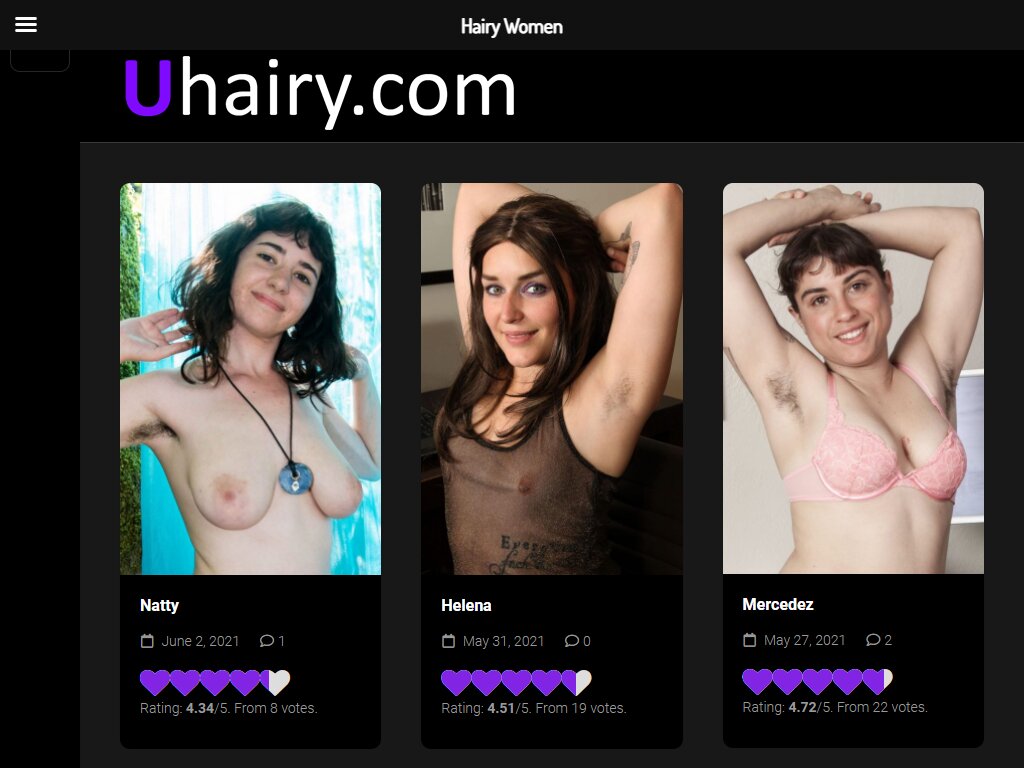 Hairy Women
Uhairy.com
Natty
June 2, 2021 1
Rating: 4.34/5. From 8 votes.
Helena
May 31, 2021 0
Rating: 4.51/5. From 19 votes.
Mercedez
May 27, 2021 2
Rating: 4.72/5. From 22 votes.